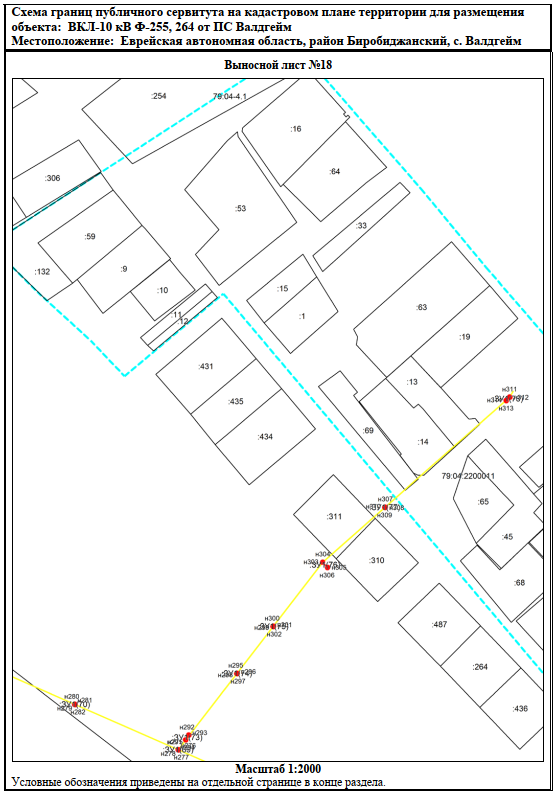 Схема границ публичного сервитута на кадастровом плане территории для размещения
объекта: ВКЛ-10 кВ Ф-255, 264 от ПС Валдгейм
Местоположение: Еврейская автономная область, район Биробиджанский, с. Валдгейм
Выносной лист №18
:254
79.04-4.1
:16
:64
:306
:53
:59
:33
:9
:132
:10
:15
:63
:11
:12
:1
:19
:431
:13
н311
н312
н313
:435
:69
:434
:14
79:04:2200011
н307
:65
:311
н309
:45
н304
:310
н306
:68
н300
:487
н302
н295
:264
н296
н297
н280
н281
н282
:436
н292
н293
н277
Масштаб 1:2000
Условные обозначения приведены на отдельной странице в конце раздела.